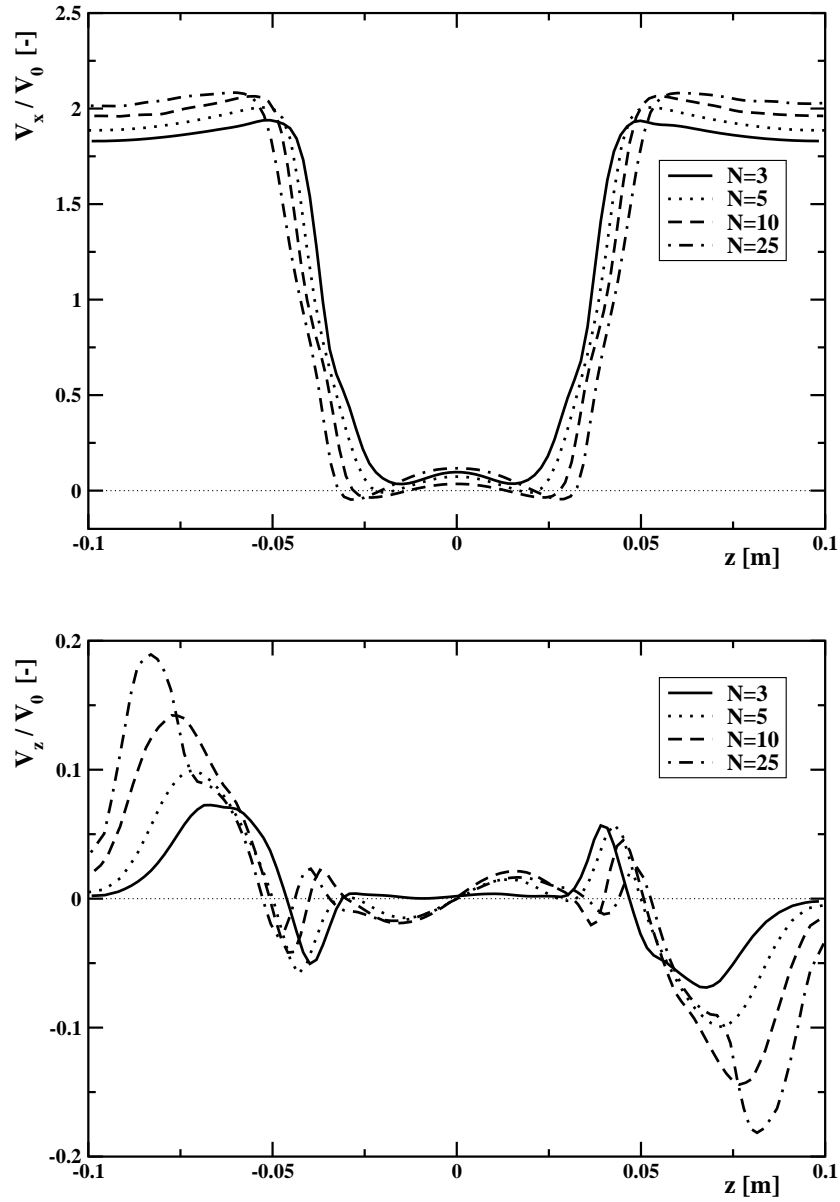 2.5
2
1.5
1
0.5
0
V_x / V_0 [-]
N=3
N=5
N=10
N=25
-0.1 -0.05 0 0.05 0.1
z [m]
0.2
0.1
0
-0.1
-0.2
V_z / V_0 [-]
N=3
N=5
N=10
N=25
-0.1 -0.05 0 0.05 0.1
z [m]